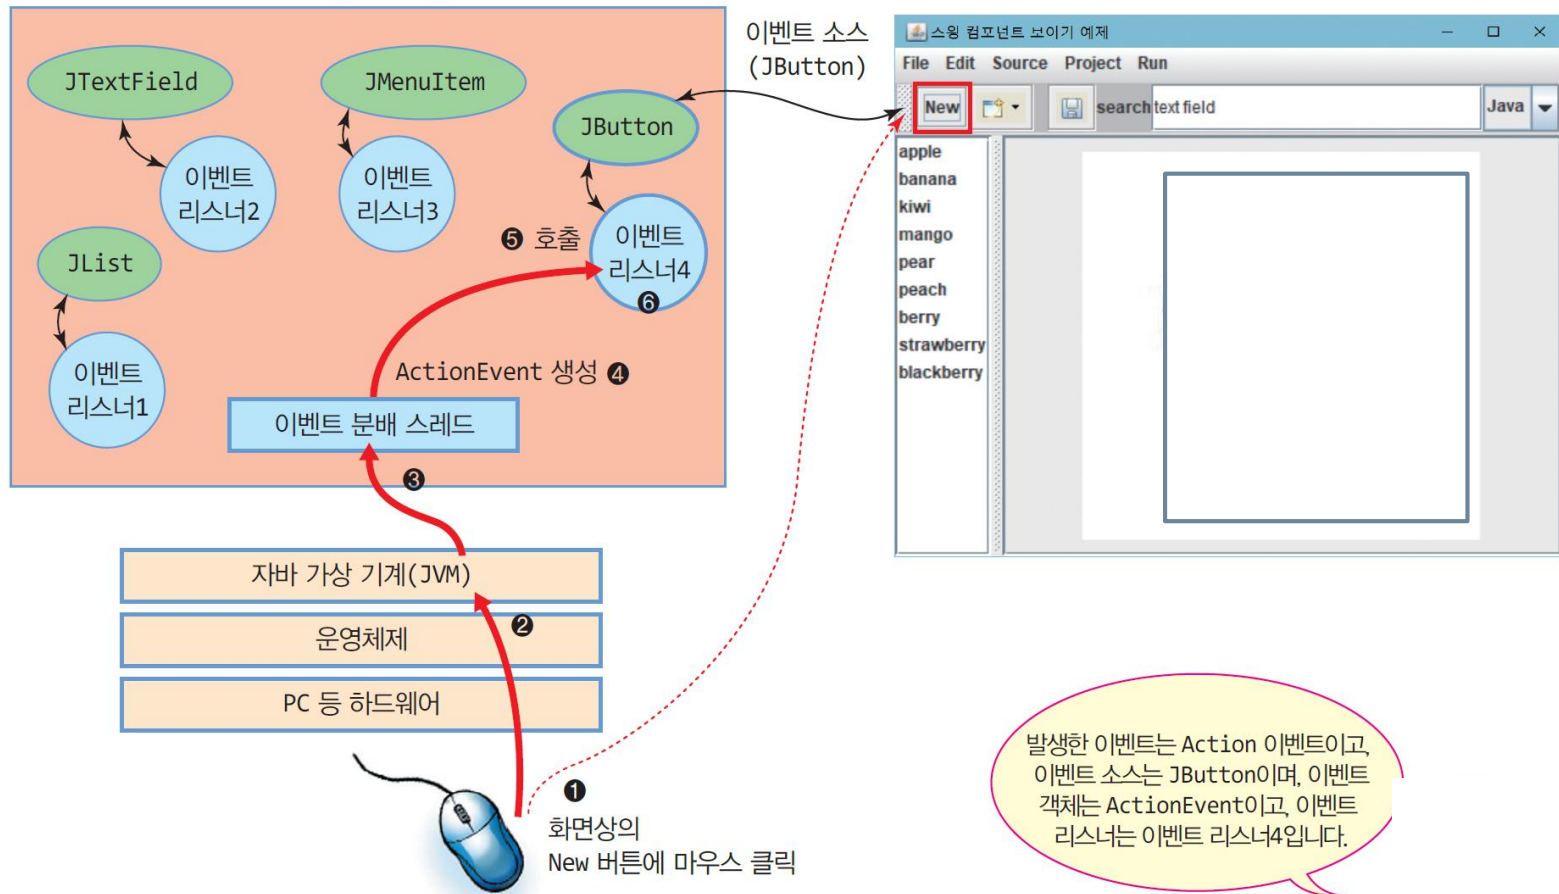 JTextField
이벤트
리스너2
JMenuItem
이벤트
리스너3
JButton
이벤트
리스너4
❻
❺ 호출
JList
이벤트
리스너1
ActionEvent 생성 ❹
이벤트 분배 스레드
❸
자바 가상 기계(JVM)
❷
운영체제
PC 등 하드웨어
❶
화면상의
New 버튼에 마우스 클릭
이벤트 소스
(JButton)
스윙 컴포넌트 보이기 예제
File Edit Source Project Run
New search text field Java
apple
banana
kiwi
mango
pear
peach
berry
strawberry
blackberry
발생한 이벤트는 Action 이벤트이고,
이벤트 소스는 JButton이며, 이벤트
객체는 ActionEvent이고, 이벤트
리스너는 이벤트 리스너4입니다.